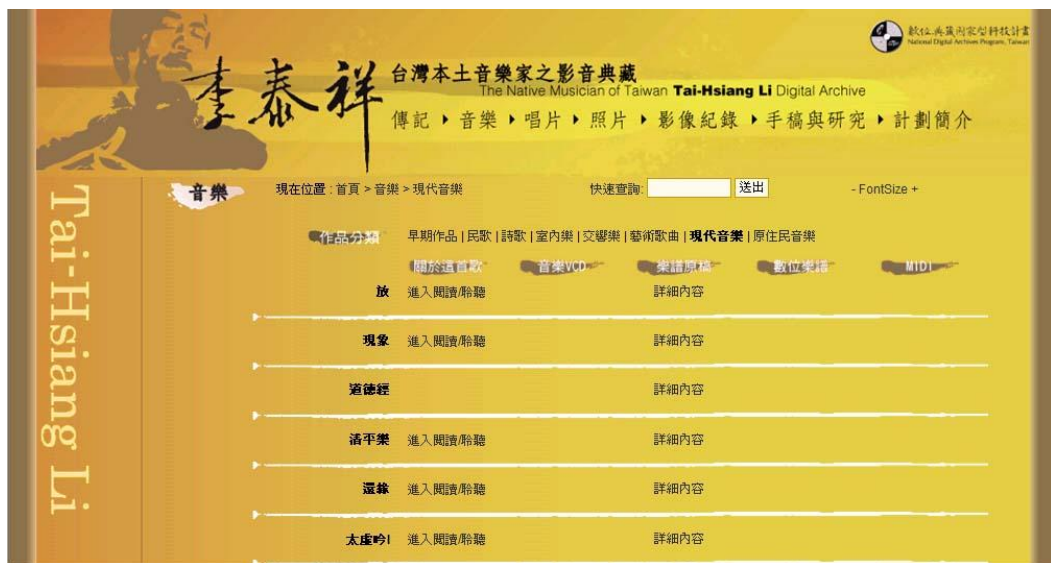 數位典藏國家型科技計畫
National Digital Archives Program, Taiwan
李泰祥
台灣本土音樂家之影音典藏
The Native Musician of Taiwan Tai-Hsiang Li Digital Archive
傳記 ▸ 音樂 ▸ 唱片 ▸ 照片 ▸ 影像紀錄 ▸ 手稿與研究 ▸ 計劃簡介
Tai-Hsiang Li
音樂 現在位置 : 首頁 > 音樂 > 現代音樂 快速查詢: 送出 - FontSize +
作品分類 早期作品 | 民歌 | 詩歌 | 室內樂 | 交響樂 | 藝術歌曲 | 現代音樂 | 原住民音樂
關於這首歌 音樂VCD 樂譜原稿 數位樂譜 MIDI
放 進入閱讀/聆聽 詳細內容
現象 進入閱讀/聆聽 詳細內容
道德經 詳細內容
清平樂 進入閱讀/聆聽 詳細內容
還緣 進入閱讀/聆聽 詳細內容
太虛吟I 進入閱讀/聆聽 詳細內容